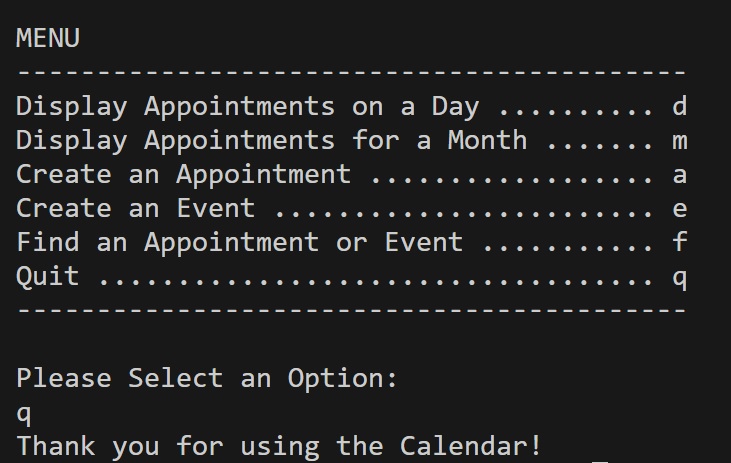 MENU
------------------------------------------
Display Appointments on a Day .......... d
Display Appointments for a Month ....... m
Create an Appointment .................. a
Create an Event ........................ e
Find an Appointment or Event ........... f
Quit ................................... q
------------------------------------------
Please Select an Option:
q
Thank you for using the Calendar!